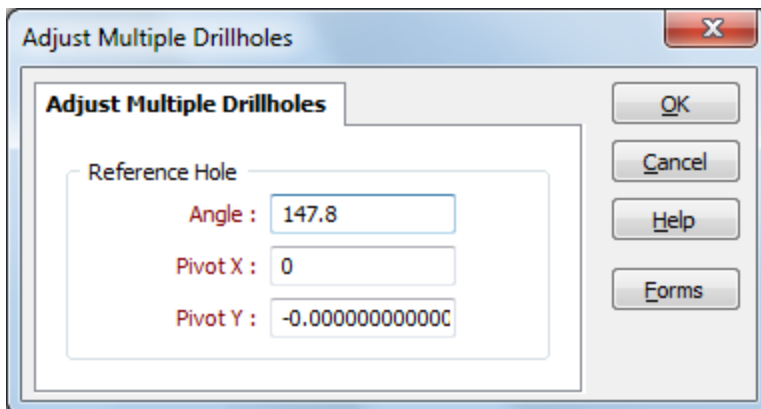 Adjust Multiple Drillholes
Adjust Multiple Drillholes
Reference Hole
Angle : 147.8
Pivot X : 0
Pivot Y : -0.000000000000
OK
Cancel
Help
Forms